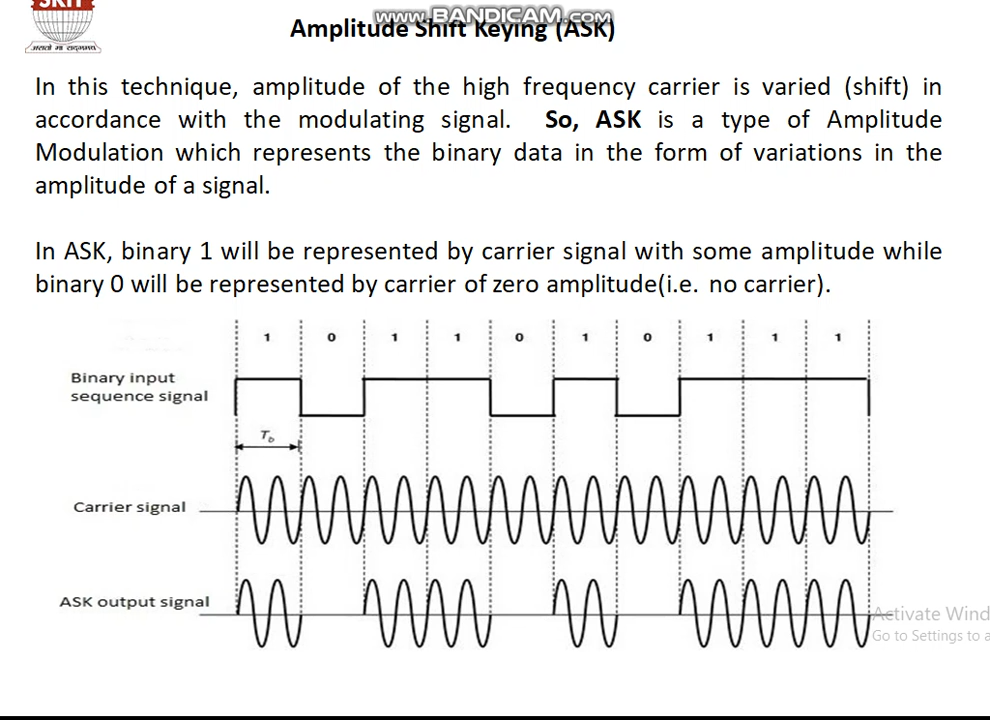 SKIT
www.BANDICAM.com
Amplitude Shift Keying (ASK)
असतो मा सद्गमय
In this technique, amplitude of the high frequency carrier is varied (shift) in
accordance with the modulating signal. So, ASK is a type of Amplitude
Modulation which represents the binary data in the form of variations in the
amplitude of a signal.
In ASK, binary 1 will be represented by carrier signal with some amplitude while
binary 0 will be represented by carrier of zero amplitude(i.e. no carrier).
1 0 1 1 0 1 0 1 1 1
Binary input
sequence signal
Tb
Carrier signal
ASK output signal
Activate Wind
Go to Settings to a